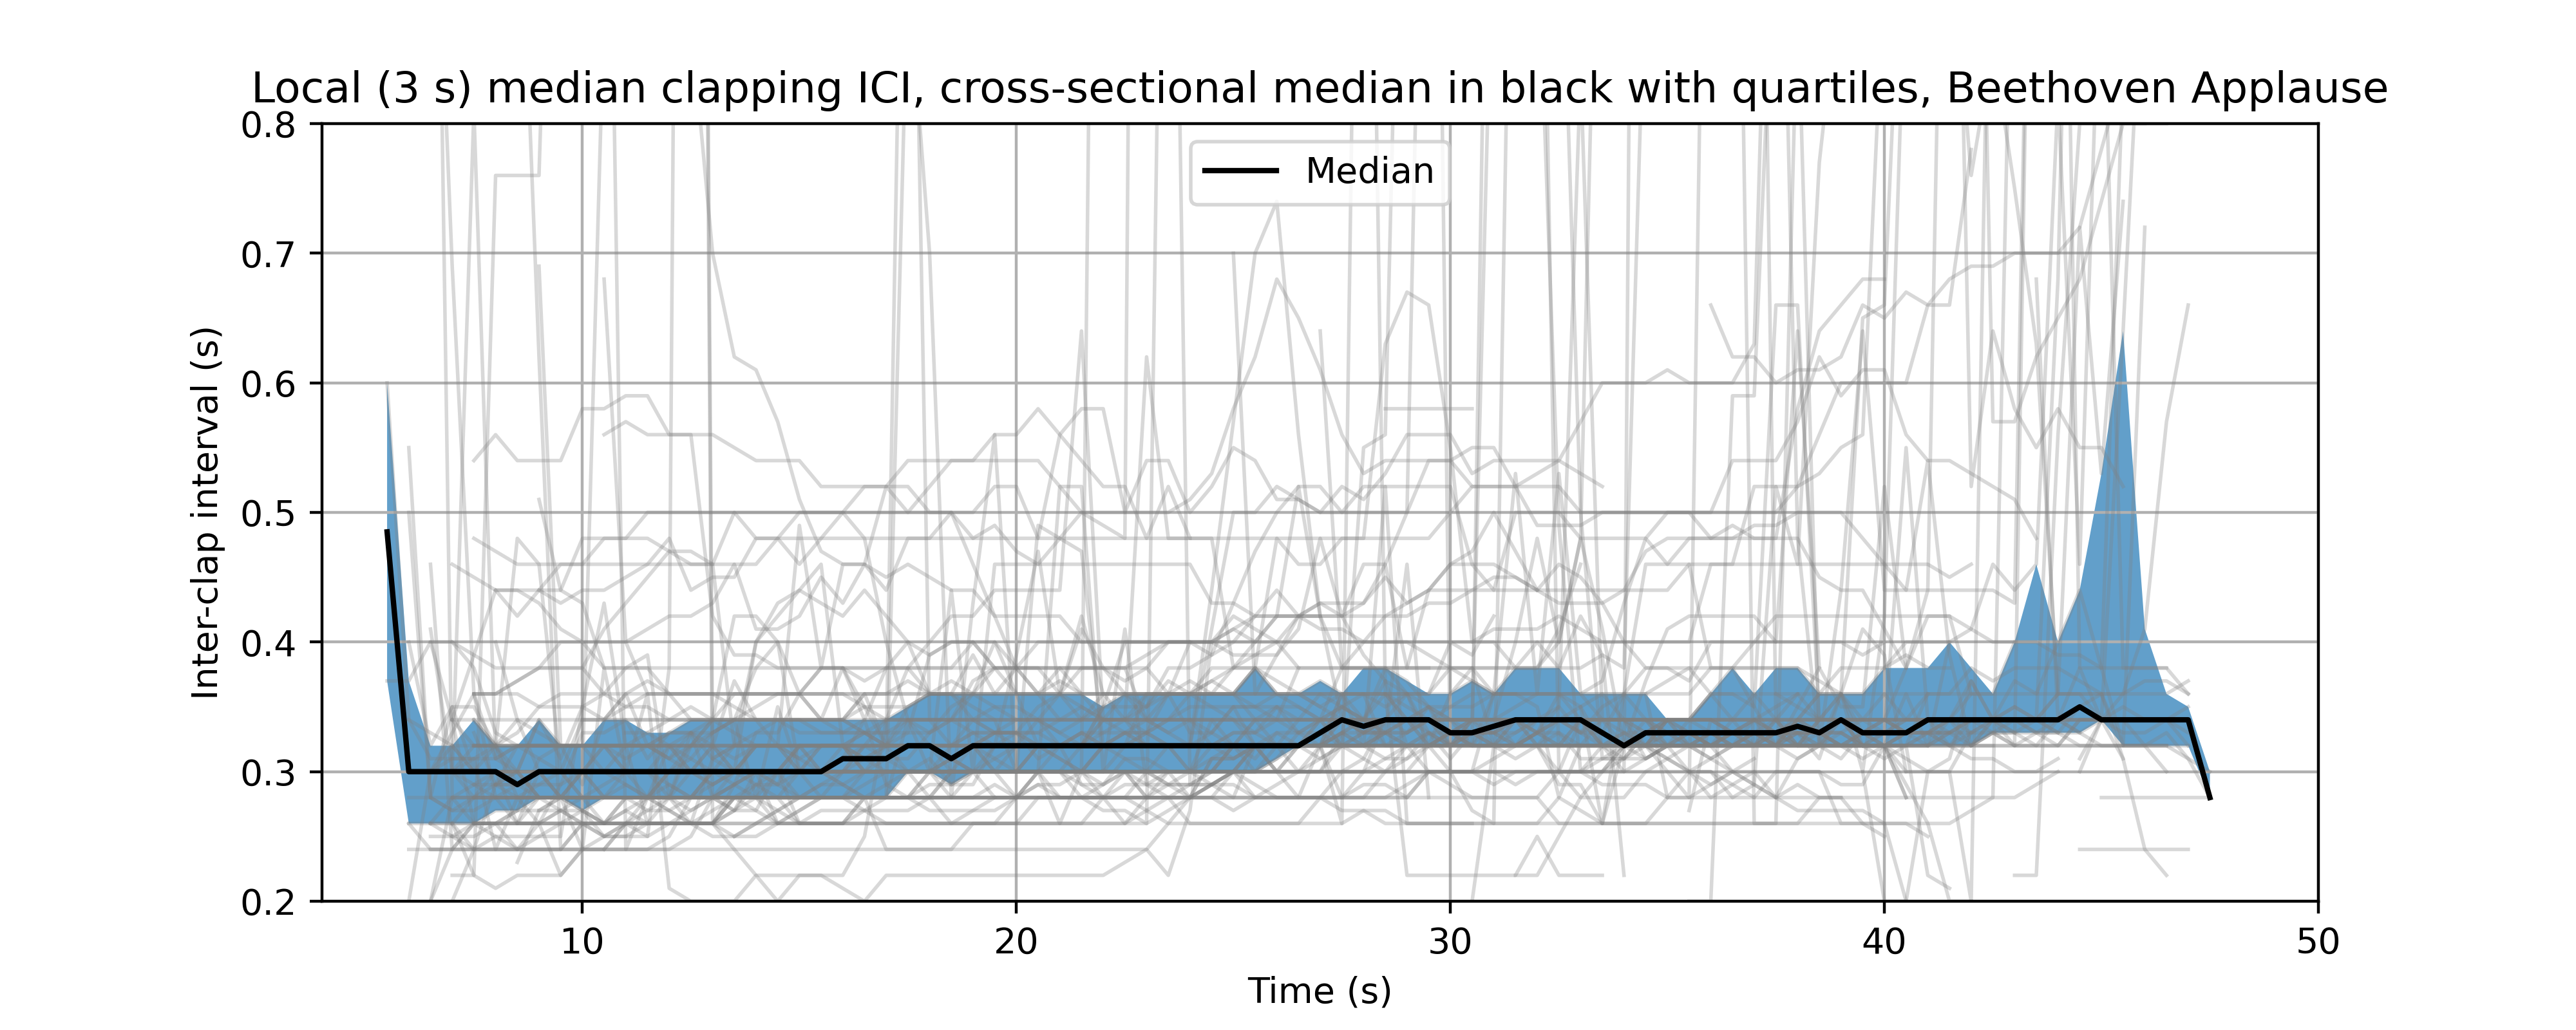 Local (3 s) median clapping ICI, cross-sectional median in black with quartiles, Beethoven Applause
Median
Inter-clap interval (s)
0.8
0.7
0.6
0.5
0.4
0.3
0.2
10 20 30 40 50
Time (s)